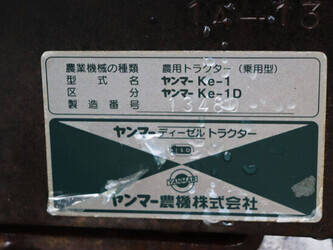 農業機械の種類 農用トラクター(乗用型)
型式名 ヤンマー Ke-1
区分 ヤンマー Ke-1D
製造番号
ヤンマーディーゼルトラクター
YANMAR
ヤンマー農機株式会社